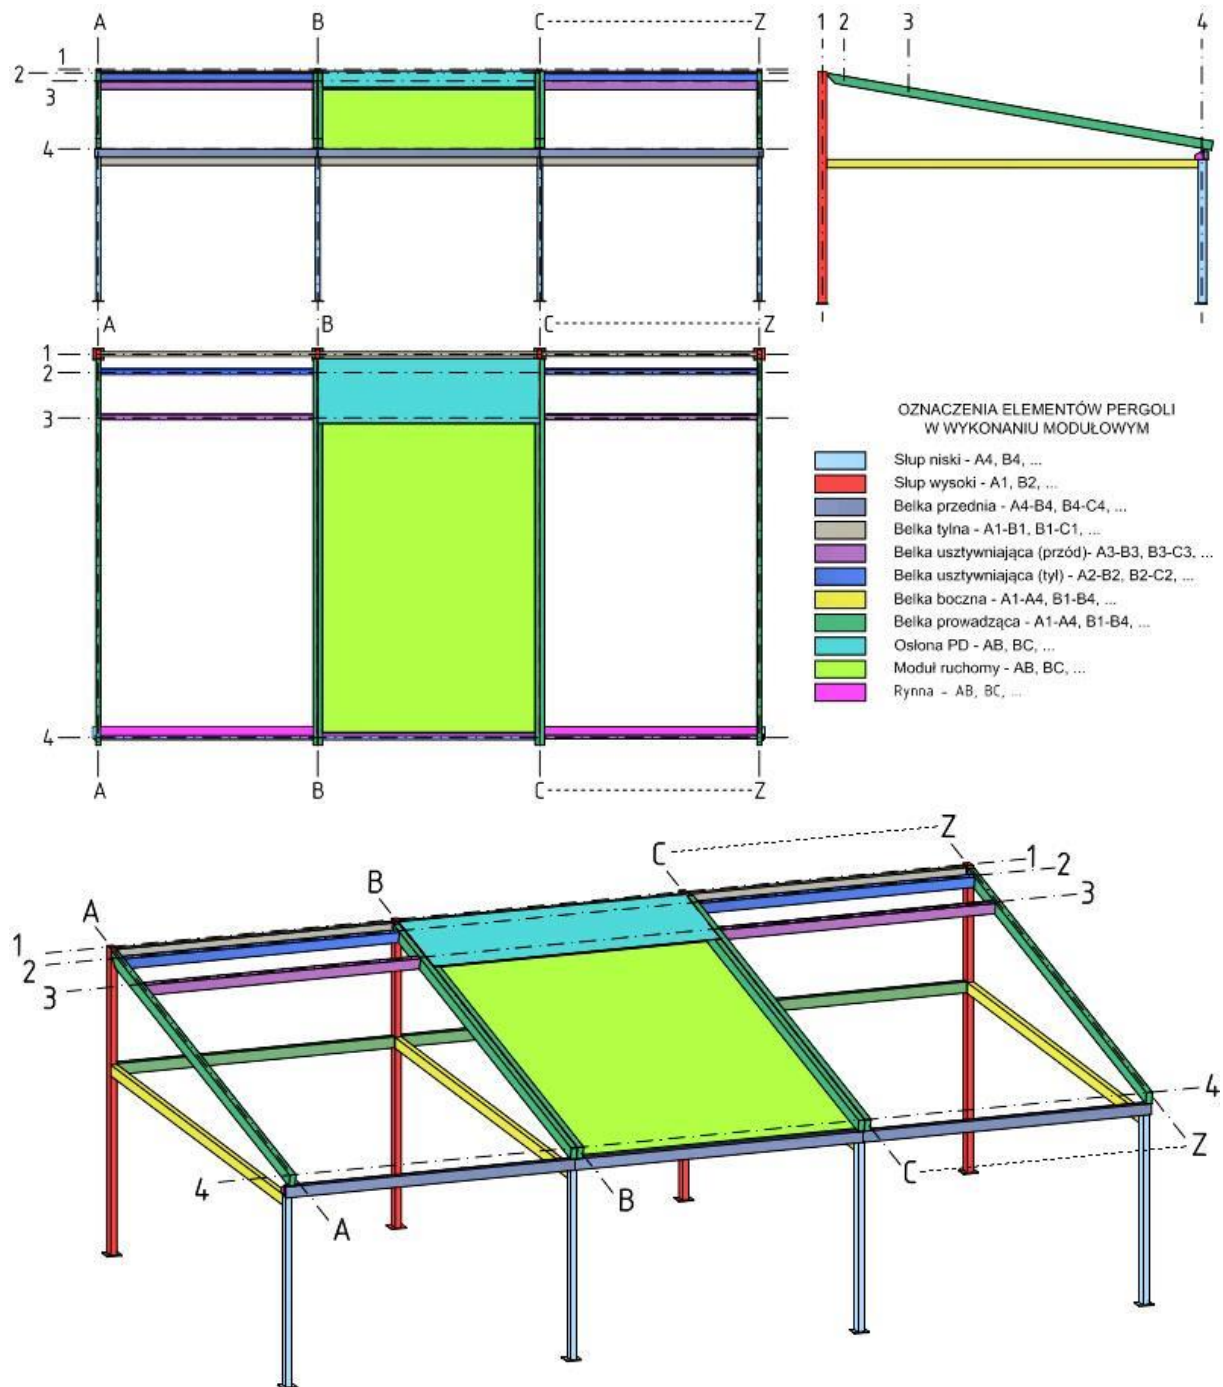 A B C Z
1 2 3 4
1
2
3
4
A B C Z
1
2
3
4
A B C Z
OZNACZENIA ELEMENTÓW PERGOLI
W WYKONANIU MODUŁOWYM
Słup niski - A4, B4, ...
Słup wysoki - A1, B2, ...
Belka przednia - A4-B4, B4-C4, ...
Belka tylna - A1-B1, B1-C1, ...
Belka usztywniająca (przód)- A3-B3, B3-C3, ...
Belka usztywniająca (tył) - A2-B2, B2-C2, ...
Belka boczna - A1-A4, B1-B4, ...
Belka prowadząca - A1-A4, B1-B4, ...
Osłona PD - AB, BC, ...
Moduł ruchomy - AB, BC, ...
Rynna - AB, BC, ...
Z
C
B
A
1
2
3
1
2
3
4
4
A
B
C
Z